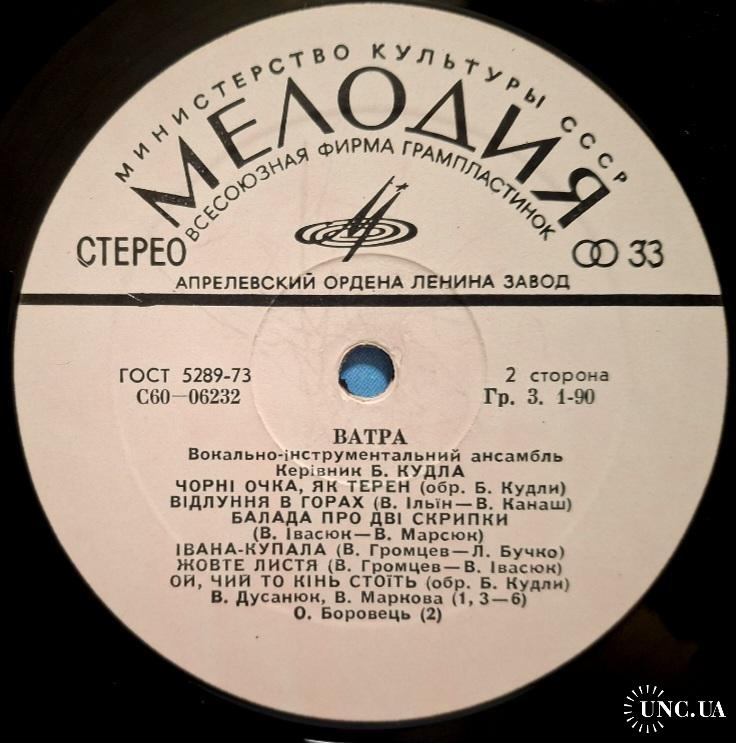 МИНИСТЕРСТВО КУЛЬТУРЫ СССР
МЕЛОДИЯ
ВСЕСОЮЗНАЯ ФИРМА ГРАМПЛАСТИНОК
СТЕРЕО
33
АПРЕЛЕВСКИЙ ОРДЕНА ЛЕНИНА ЗАВОД
ГОСТ 5289-73
С60—06232
2 сторона
Гр. 3. 1-90
ВАТРА
Вокально-інструментальний ансамбль
Керівник Б. КУДЛА
ЧОРНІ ОЧКА, ЯК ТЕРЕН (обр. Б. Кудли)
ВІДЛУННЯ В ГОРАХ (В. Ільїн—В. Канаш)
БАЛАДА ПРО ДВІ СКРИПКИ
(В. Івасюк—В. Марсюк)
ІВАНА-КУПАЛА (В. Громцев—Л. Бучко)
ЖОВТЕ ЛИСТЯ (В. Громцев—В. Івасюк)
ОЙ, ЧИЙ ТО КІНЬ СТОЇТЬ (обр. Б. Кудли)
В. Дусанюк, В. Маркова (1, 3—6)
О. Боровець (2)
UNC.UA